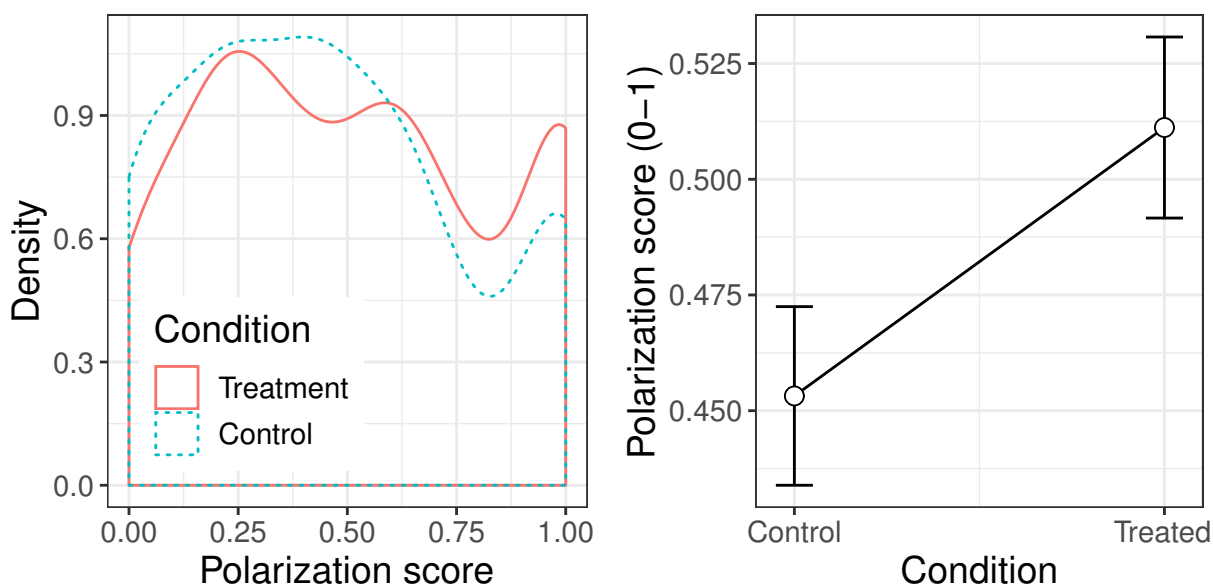 Density
0.9
0.6
0.3
0.0
Condition
Treatment
Control
0.00 0.25 0.50 0.75 1.00
Polarization score
Polarization score (0−1)
0.525
0.500
0.475
0.450
Control Treated
Condition